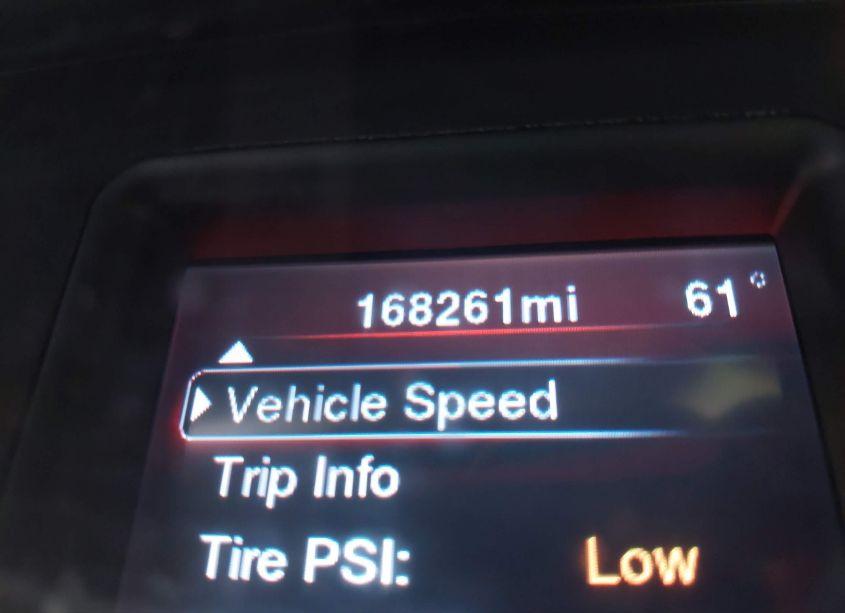 168261mi 61°
Vehicle Speed
Trip Info
Tire PSI: Low